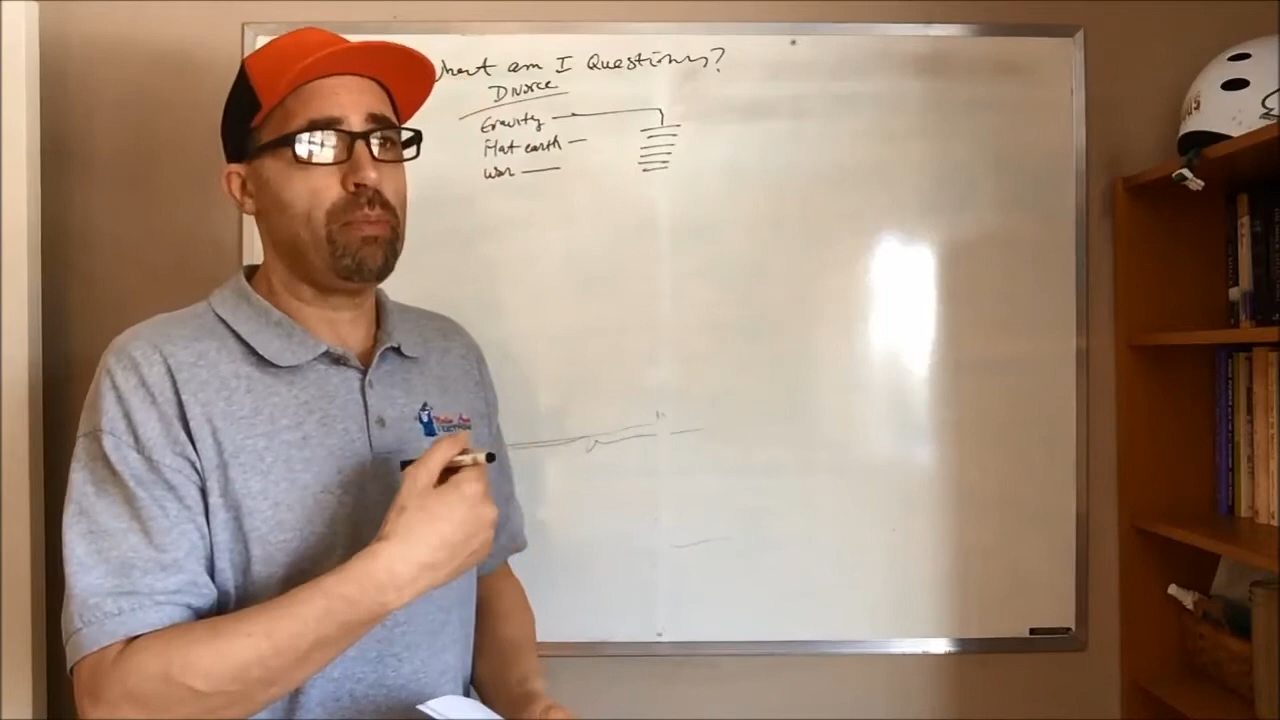 What am I Questioning?
Divorce
Gravity
Flat earth
War